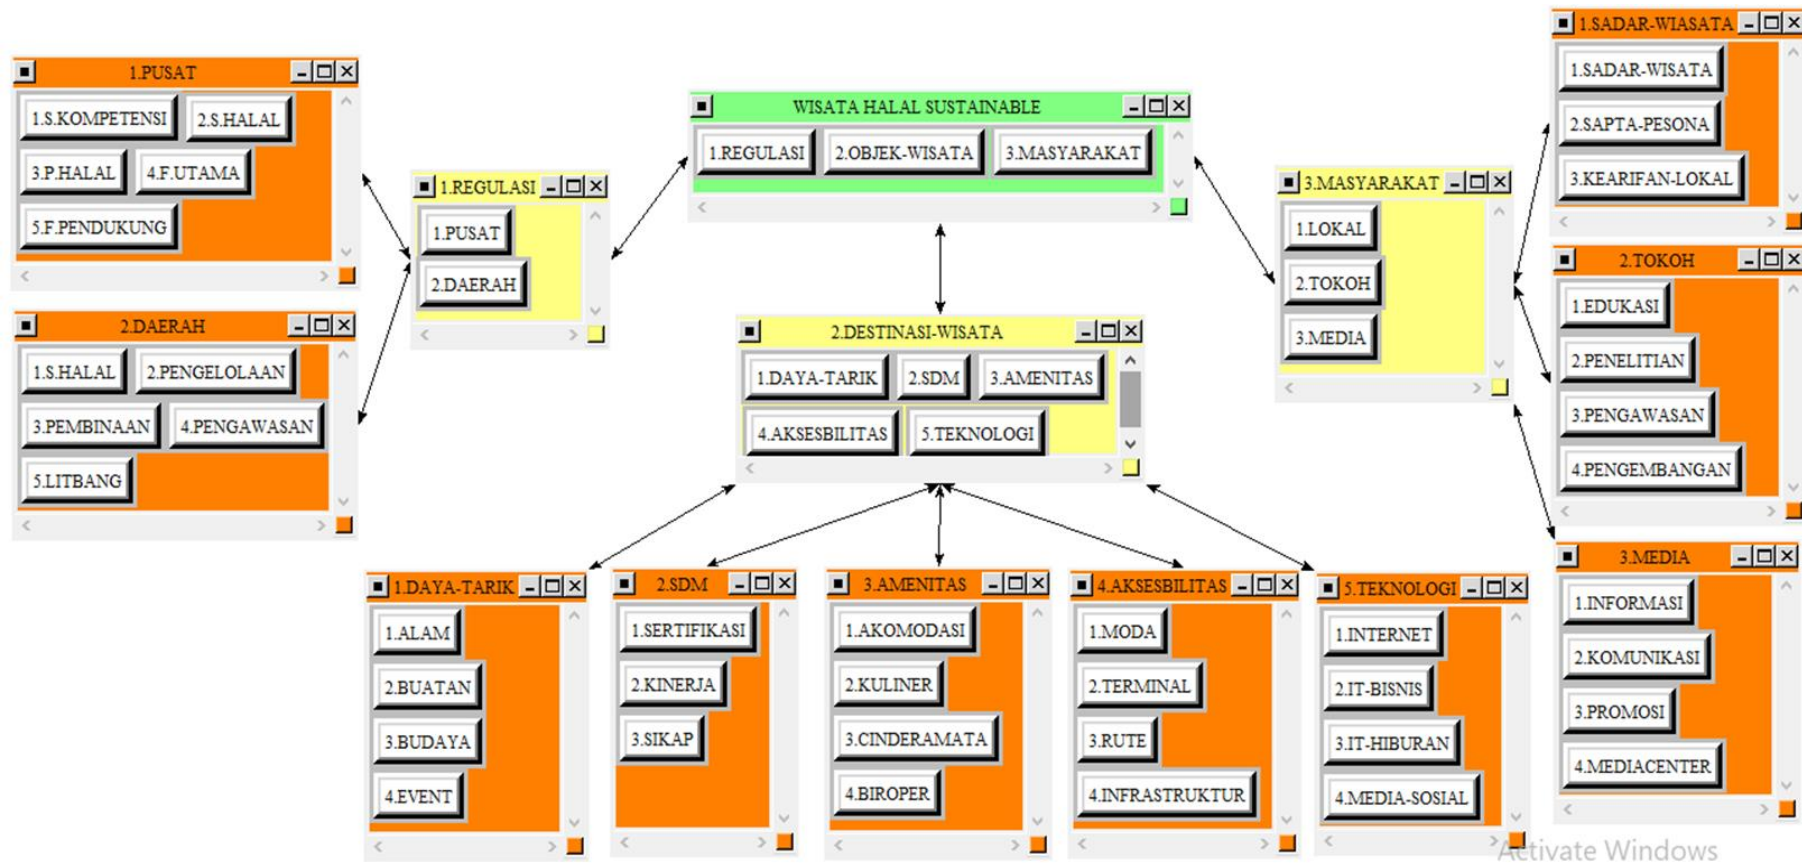 1.PUSAT
1.S.KOMPETENSI 2.S.HALAL
3.P.HALAL 4.F.UTAMA
5.F.PENDUKUNG
2.DAERAH
1.S.HALAL 2.PENGELOLAAN
3.PEMBINAAN 4.PENGAWASAN
5.LITBANG
1.REGULASI
1.PUSAT
2.DAERAH
WISATA HALAL SUSTAINABLE
1.REGULASI 2.OBJEK-WISATA 3.MASYARAKAT
2.DESTINASI-WISATA
1.DAYA-TARIK 2.SDM 3.AMENITAS
4.AKSESBILITAS 5.TEKNOLOGI
3.MASYARAKAT
1.LOKAL
2.TOKOH
3.MEDIA
1.SADAR-WIASATA
1.SADAR-WISATA
2.SAPTA-PESONA
3.KEARIFAN-LOKAL
2.TOKOH
1.EDUKASI
2.PENELITIAN
3.PENGAWASAN
4.PENGEMBANGAN
3.MEDIA
1.INFORMASI
2.KOMUNIKASI
3.PROMOSI
4.MEDIACENTER
1.DAYA-TARIK
1.ALAM
2.BUATAN
3.BUDAYA
4.EVENT
2.SDM
1.SERTIFIKASI
2.KINERJA
3.SIKAP
3.AMENITAS
1.AKOMODASI
2.KULINER
3.CINDERAMATA
4.BIROPER
4.AKSESBILITAS
1.MODA
2.TERMINAL
3.RUTE
4.INFRASTRUKTUR
5.TEKNOLOGI
1.INTERNET
2.IT-BISNIS
3.IT-HIBURAN
4.MEDIA-SOSIAL
Activate Windows